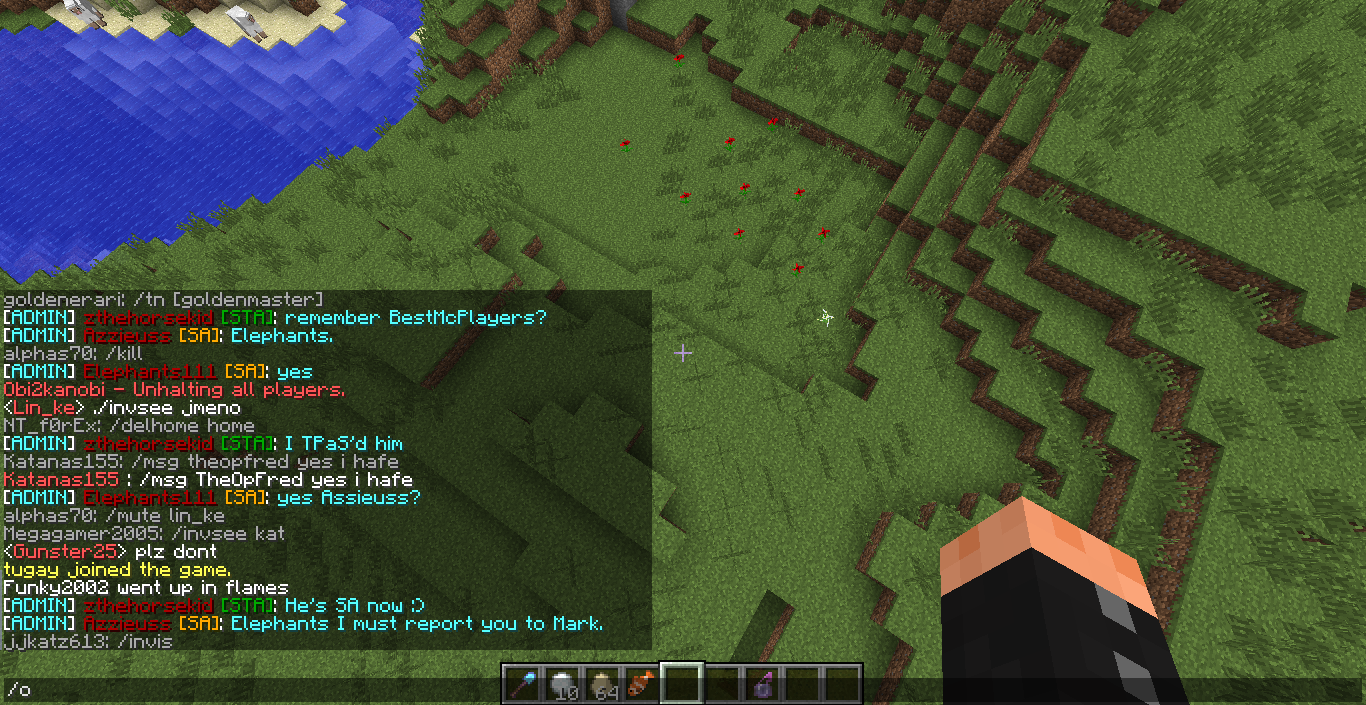 goldenerari: /tn [goldenmaster]
[ADMIN] zthehorsekid [STA]: remember BestMcPlayers?
[ADMIN] Azzieuss [SA]: Elephants.
alphas70: /kill
[ADMIN] Elephants111 [SA]: yes
Obi2kanobi - Unhalting all players.
<Lin_ke> ./invsee jmeno
NT_f0rEx: /delhome home
[ADMIN] zthehorsekid [STA]: I TPaS'd him
Katanas155: /msg theopfred yes i hafe
Katanas155 : /msg TheOpFred yes i hafe
[ADMIN] Elephants111 [SA]: yes Assieuss?
alphas70: /mute lin_ke
Megagamer2005: /invsee kat
<Gunster25> plz dont
tugay joined the game.
Funky2002 went up in flames
[ADMIN] zthehorsekid [STA]: He's SA now :)
[ADMIN] Azzieuss [SA]: Elephants I must report you to Mark.
jjkatz613: /invis
10 64
/o